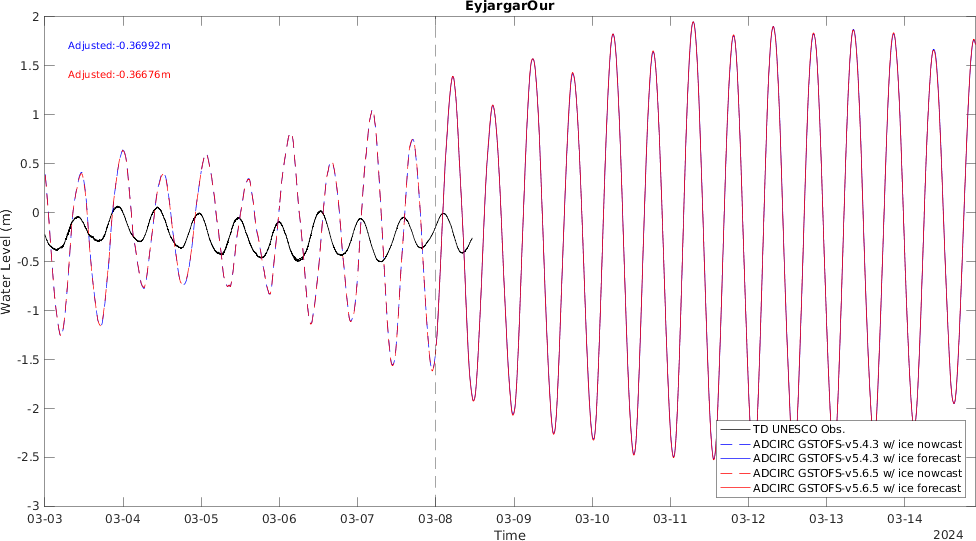 EyjargarOur
Adjusted:-0.36992m
Adjusted:-0.36676m
Water Level (m)
2
1.5
1
0.5
0
-0.5
-1
-1.5
-2
-2.5
-3
TD UNESCO Obs.
ADCIRC GSTOFS-v5.4.3 w/ ice nowcast
ADCIRC GSTOFS-v5.4.3 w/ ice forecast
ADCIRC GSTOFS-v5.6.5 w/ ice nowcast
ADCIRC GSTOFS-v5.6.5 w/ ice forecast
03-03 03-04 03-05 03-06 03-07 03-08 03-09 03-10 03-11 03-12 03-13 03-14
Time
2024